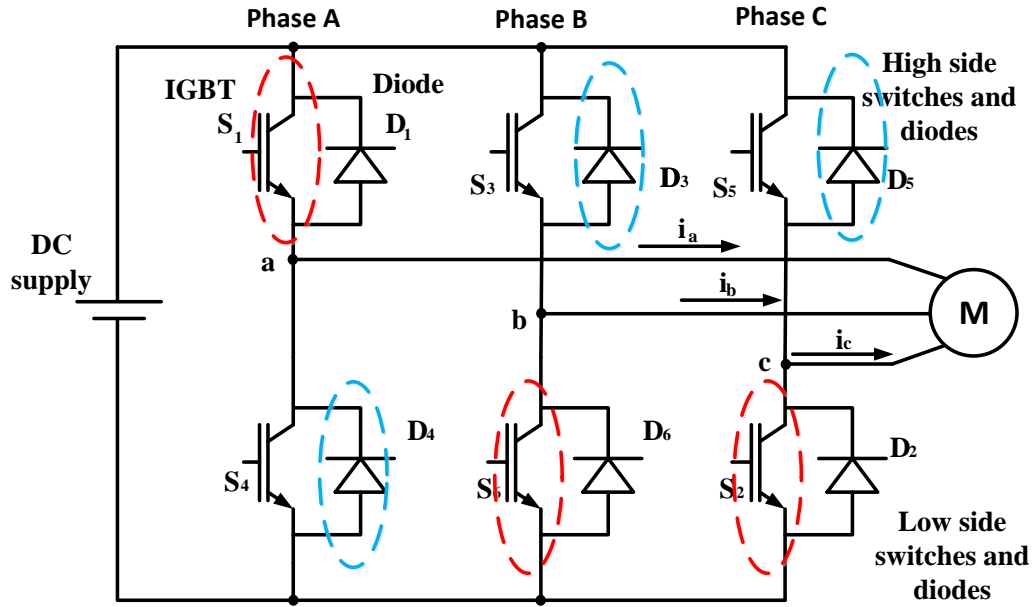 Phase A
Phase B
Phase C
IGBT
Diode
High side
switches and
diodes
S1
D1
S3
D3
S5
D5
DC
supply
a
ia
ib
b
M
ic
c
S4
D4
S6
D6
S2
D2
Low side
switches and
diodes